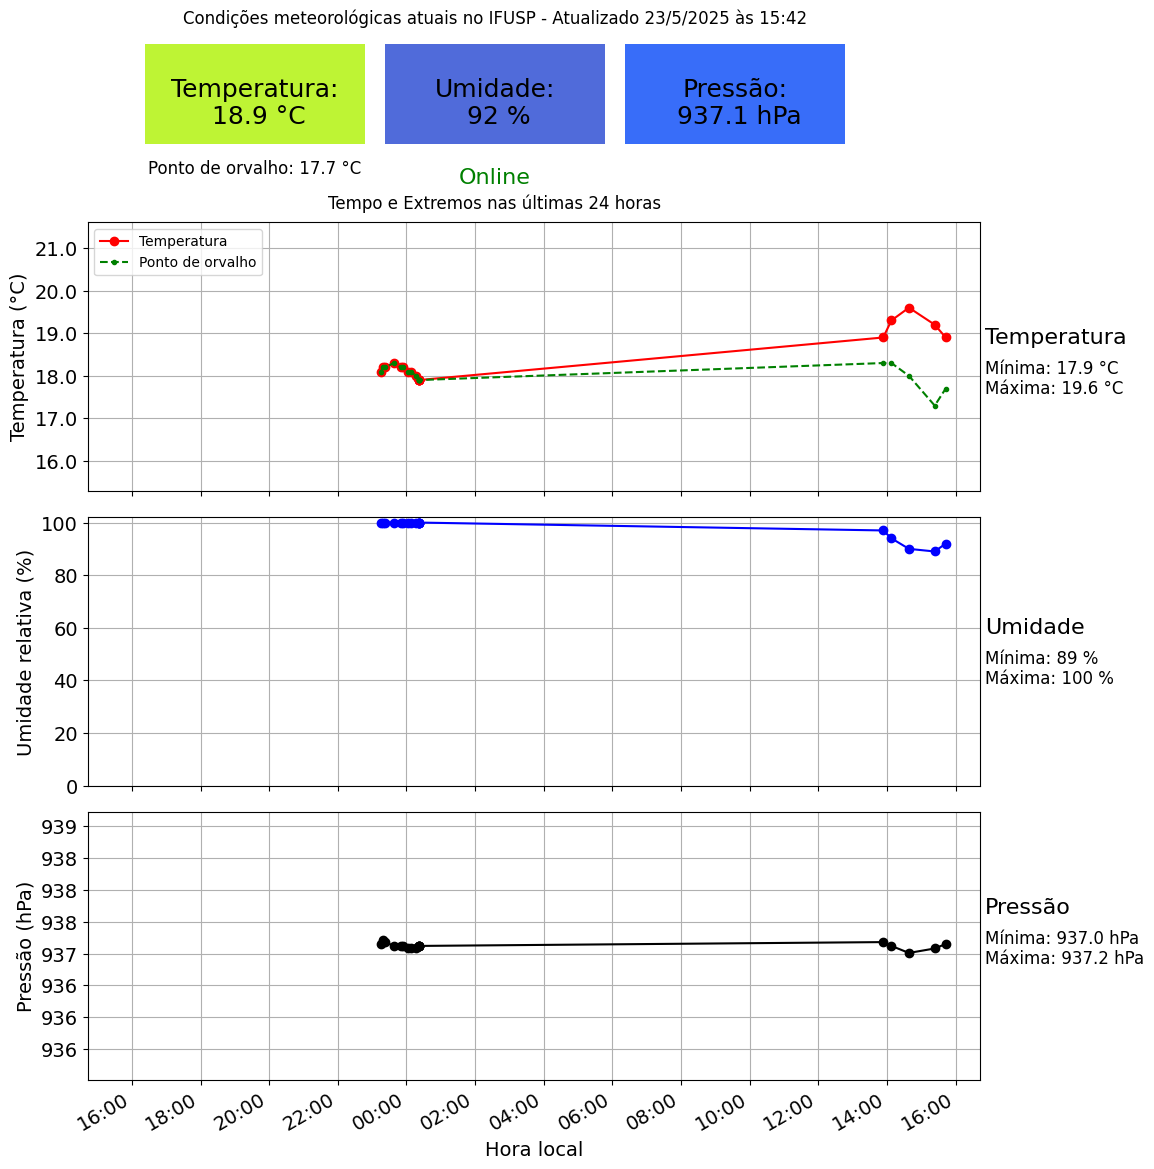 Condições meteorológicas atuais no IFUSP - Atualizado 23/5/2025 às 15:42
Temperatura:
18.9 °C
Umidade:
92 %
Pressão:
937.1 hPa
Ponto de orvalho: 17.7 °C
Online
Tempo e Extremos nas últimas 24 horas
Temperatura (°C)
21.0
20.0
19.0
18.0
17.0
16.0
Temperatura
Ponto de orvalho
Temperatura
Mínima: 17.9 °C
Máxima: 19.6 °C
Umidade relativa (%)
100
80
60
40
20
0
Umidade
Mínima: 89 %
Máxima: 100 %
Pressão (hPa)
939
938
938
938
937
936
936
936
Pressão
Mínima: 937.0 hPa
Máxima: 937.2 hPa
16:00 18:00 20:00 22:00 00:00 02:00 04:00 06:00 08:00 10:00 12:00 14:00 16:00
Hora local